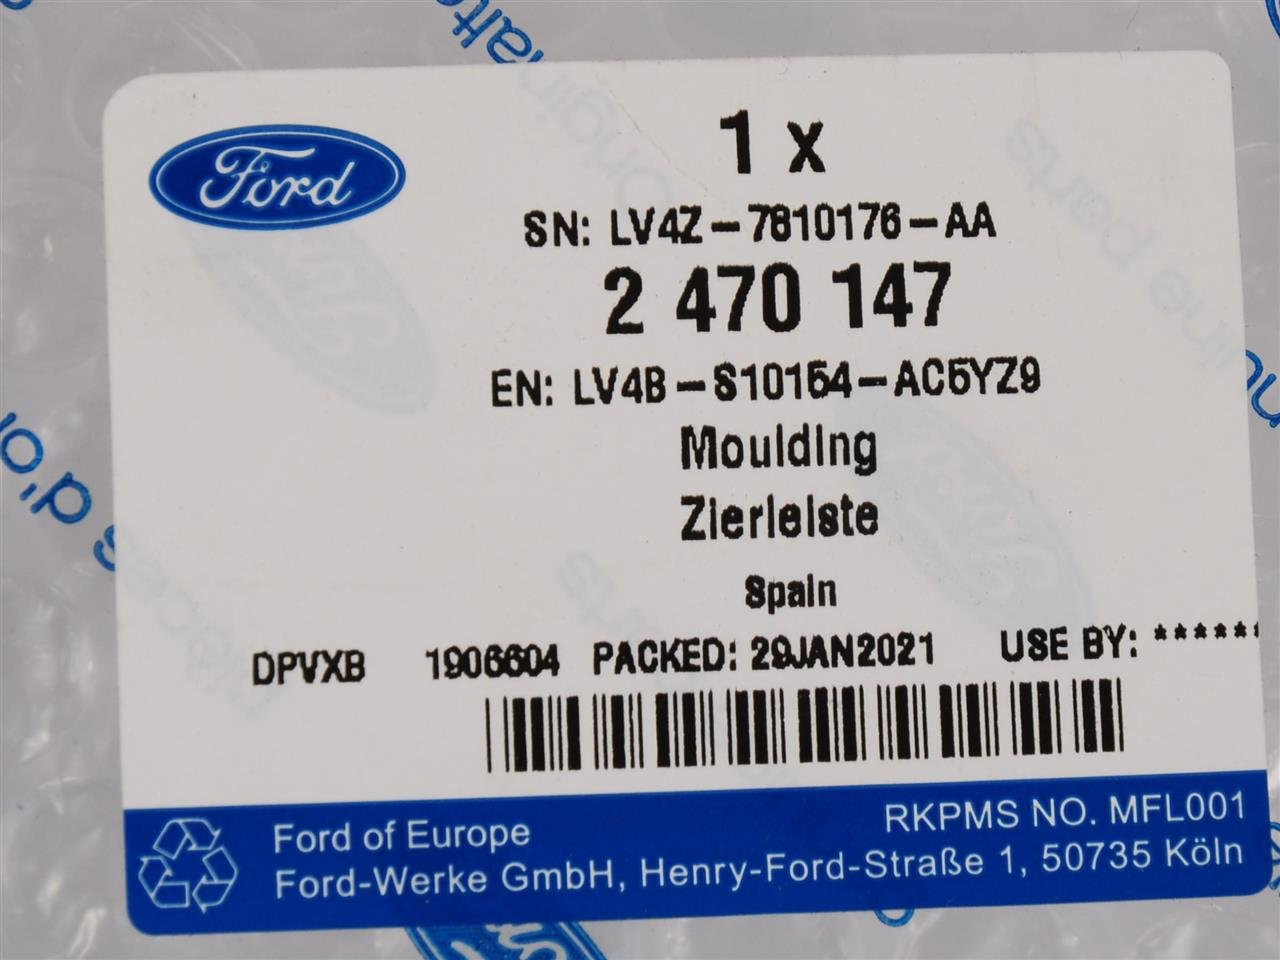 Ford
1 x
SN: LV4Z-7810176-AA
2 470 147
EN: LV4B-S10154-AC5YZ9
Moulding
Zierleiste
Spain
DPVXB 1906604 PACKED: 29JAN2021 USE BY: ******
Ford of Europe RKPMS NO. MFL001
Ford-Werke GmbH, Henry-Ford-Straße 1, 50735 Köln